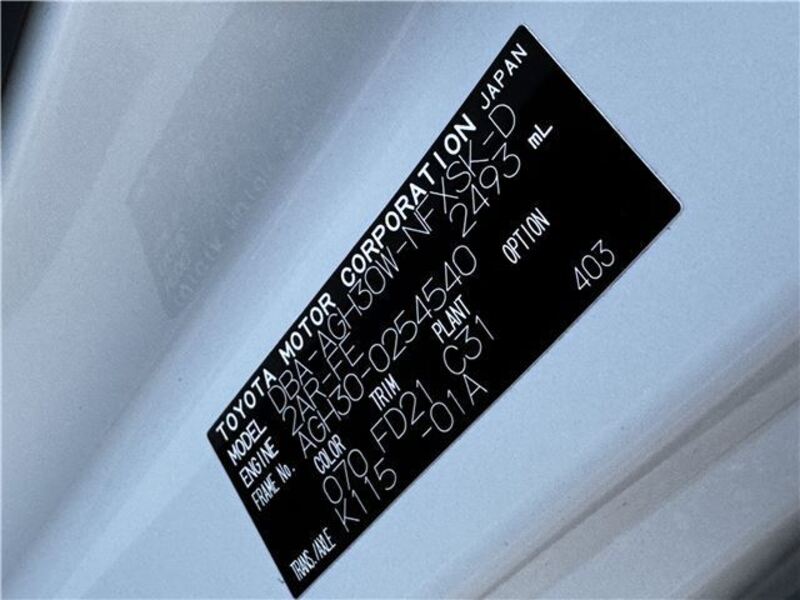 TOYOTA MOTOR CORPORATION JAPAN
MODEL DBA-AGH30W-NFXSK-D
ENGINE 2AR-FE 2493 mL
FRAME No. AGH30-0254540
COLOR TRIM PLANT OPTION
070 FD21 C31 403
TRANS./AXLE K115 -01A